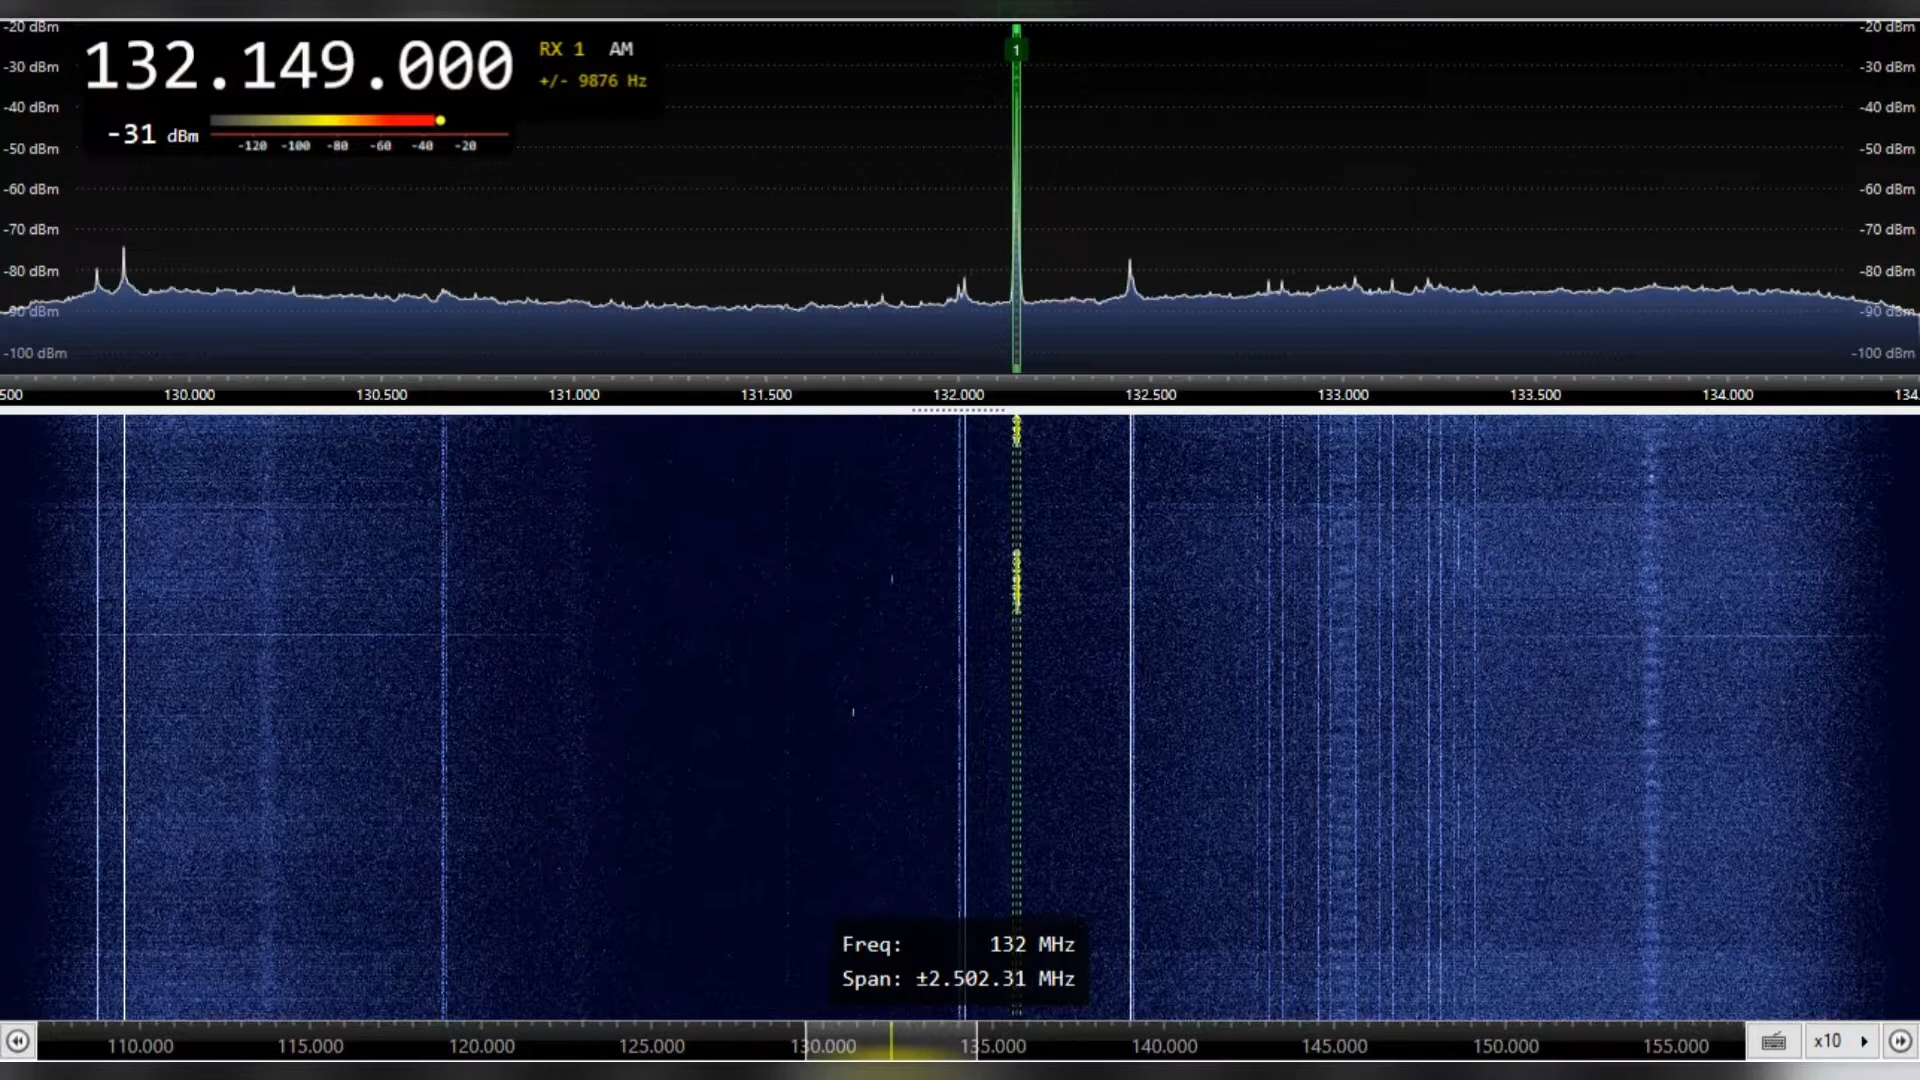 -20 dBm -20 dBm
132.149.000 RX 1 AM 1
-30 dBm -30 dBm
+/- 9876 Hz
-40 dBm -40 dBm
-31 dBm
-120 -100 -80 -60 -40 -20
-50 dBm -50 dBm
-60 dBm -60 dBm
-70 dBm -70 dBm
-80 dBm -80 dBm
-90 dBm -90 dBm
-100 dBm -100 dBm
500 130.000 130.500 131.000 131.500 132.000 132.500 133.000 133.500 134.000 134.
Freq: 132 MHz
Span: ±2.502.31 MHz
110.000 115.000 120.000 125.000 130.000 135.000 140.000 145.000 150.000 155.000 x10